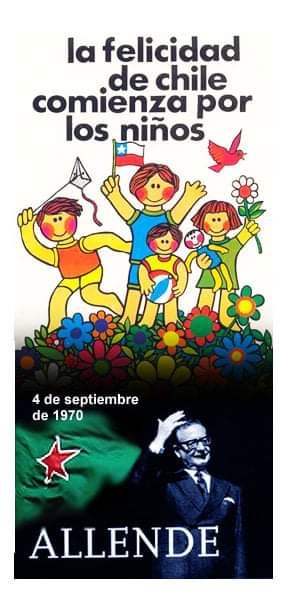 la felicidad
de chile
comienza por
los niños
4 de septiembre
de 1970
ALLENDE